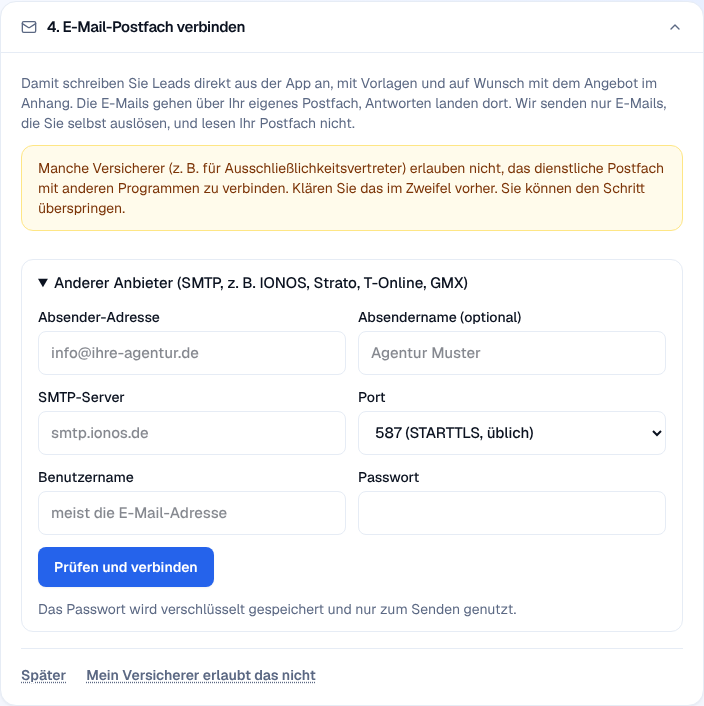 4. E-Mail-Postfach verbinden
Damit schreiben Sie Leads direkt aus der App an, mit Vorlagen und auf Wunsch mit dem Angebot im
Anhang. Die E-Mails gehen über Ihr eigenes Postfach, Antworten landen dort. Wir senden nur E-Mails,
die Sie selbst auslösen, und lesen Ihr Postfach nicht.
Manche Versicherer (z. B. für Ausschließlichkeitsvertreter) erlauben nicht, das dienstliche Postfach
mit anderen Programmen zu verbinden. Klären Sie das im Zweifel vorher. Sie können den Schritt
überspringen.
▼ Anderer Anbieter (SMTP, z. B. IONOS, Strato, T-Online, GMX)
Absender-Adresse
info@ihre-agentur.de
Absendername (optional)
Agentur Muster
SMTP-Server
smtp.ionos.de
Port
587 (STARTTLS, üblich)
Benutzername
meist die E-Mail-Adresse
Passwort
Prüfen und verbinden
Das Passwort wird verschlüsselt gespeichert und nur zum Senden genutzt.
Später
Mein Versicherer erlaubt das nicht